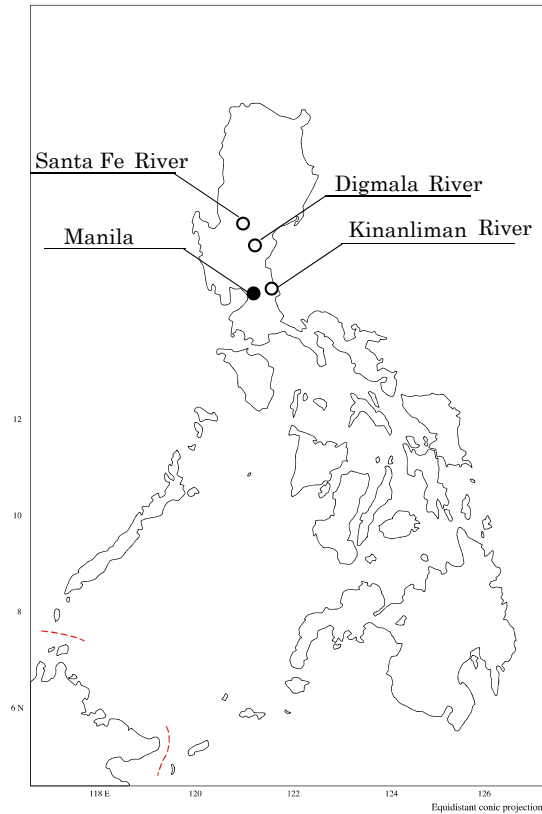 Santa Fe River
Digmala River
Manila
Kinanliman River
12
10
8
6 N
118 E 120 122 124 126
Equidistant conic projection